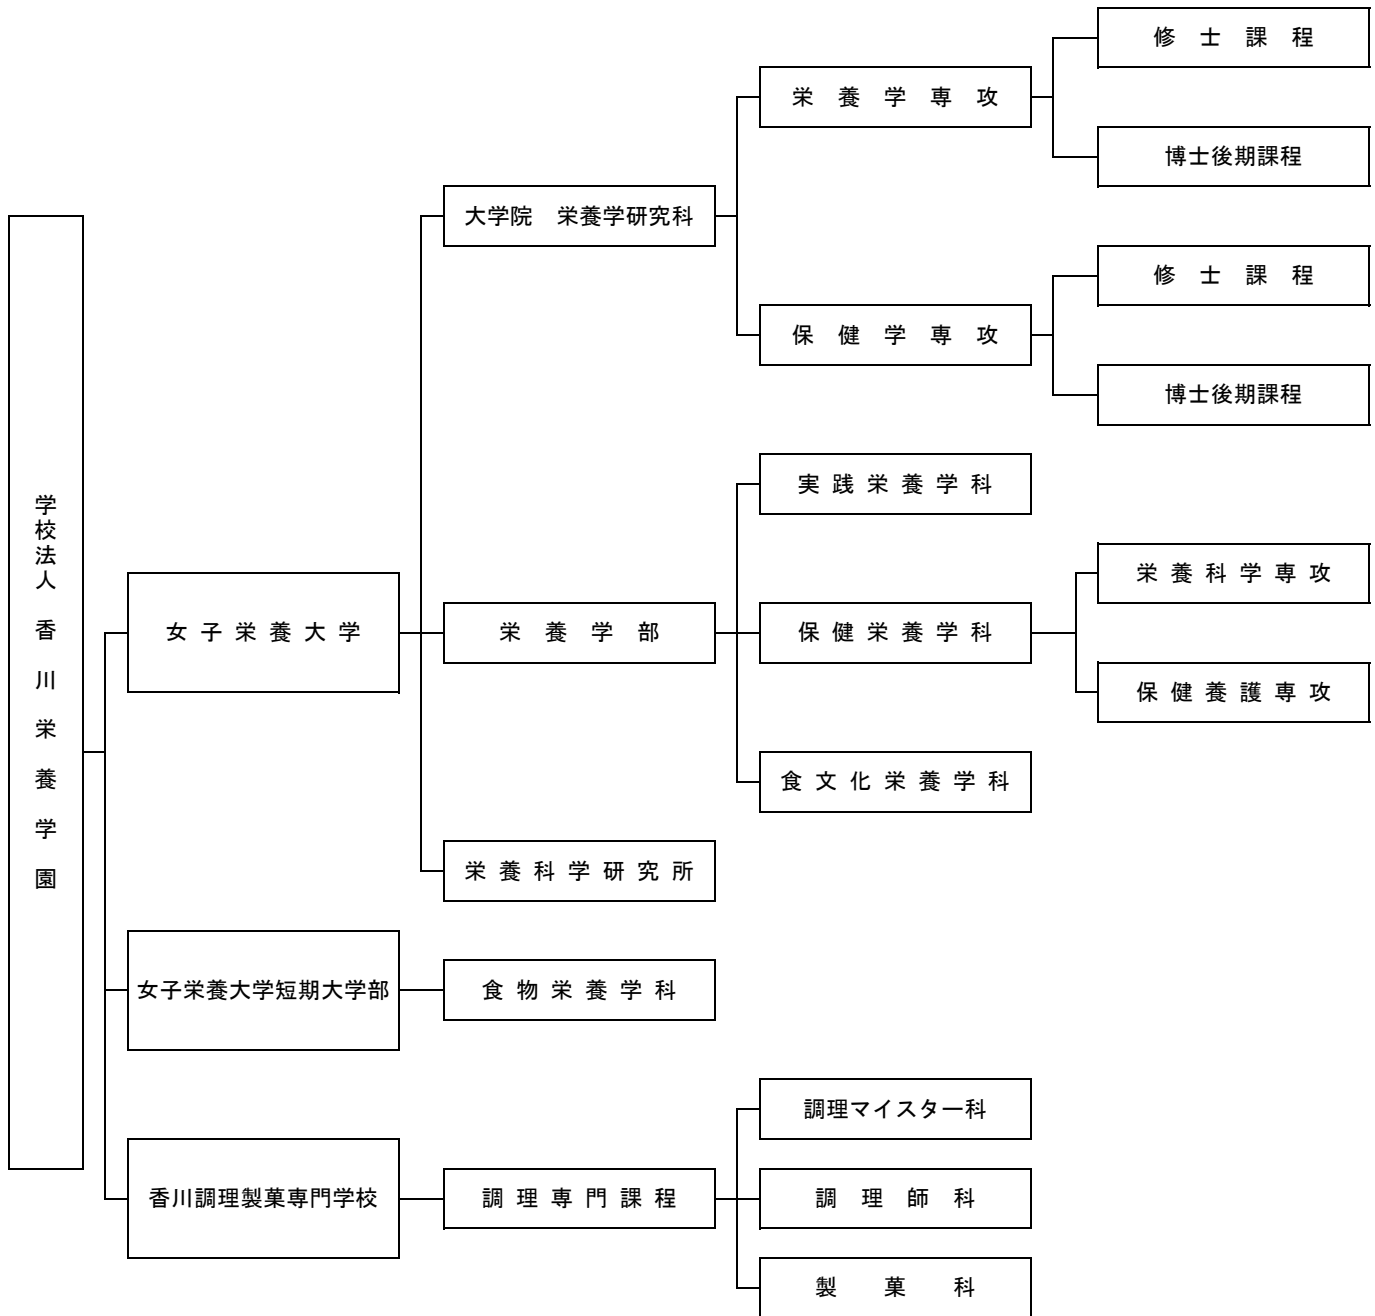 学校法人 香川栄養学園
女子栄養大学
大学院 栄養学研究科
栄養学専攻
修士課程
博士後期課程
保健学専攻
修士課程
博士後期課程
栄養学部
実践栄養学科
保健栄養学科
栄養科学専攻
保健養護専攻
食文化栄養学科
栄養科学研究所
女子栄養大学短期大学部
食物栄養学科
香川調理製菓専門学校
調理専門課程
調理マイスター科
調理師科
製菓科